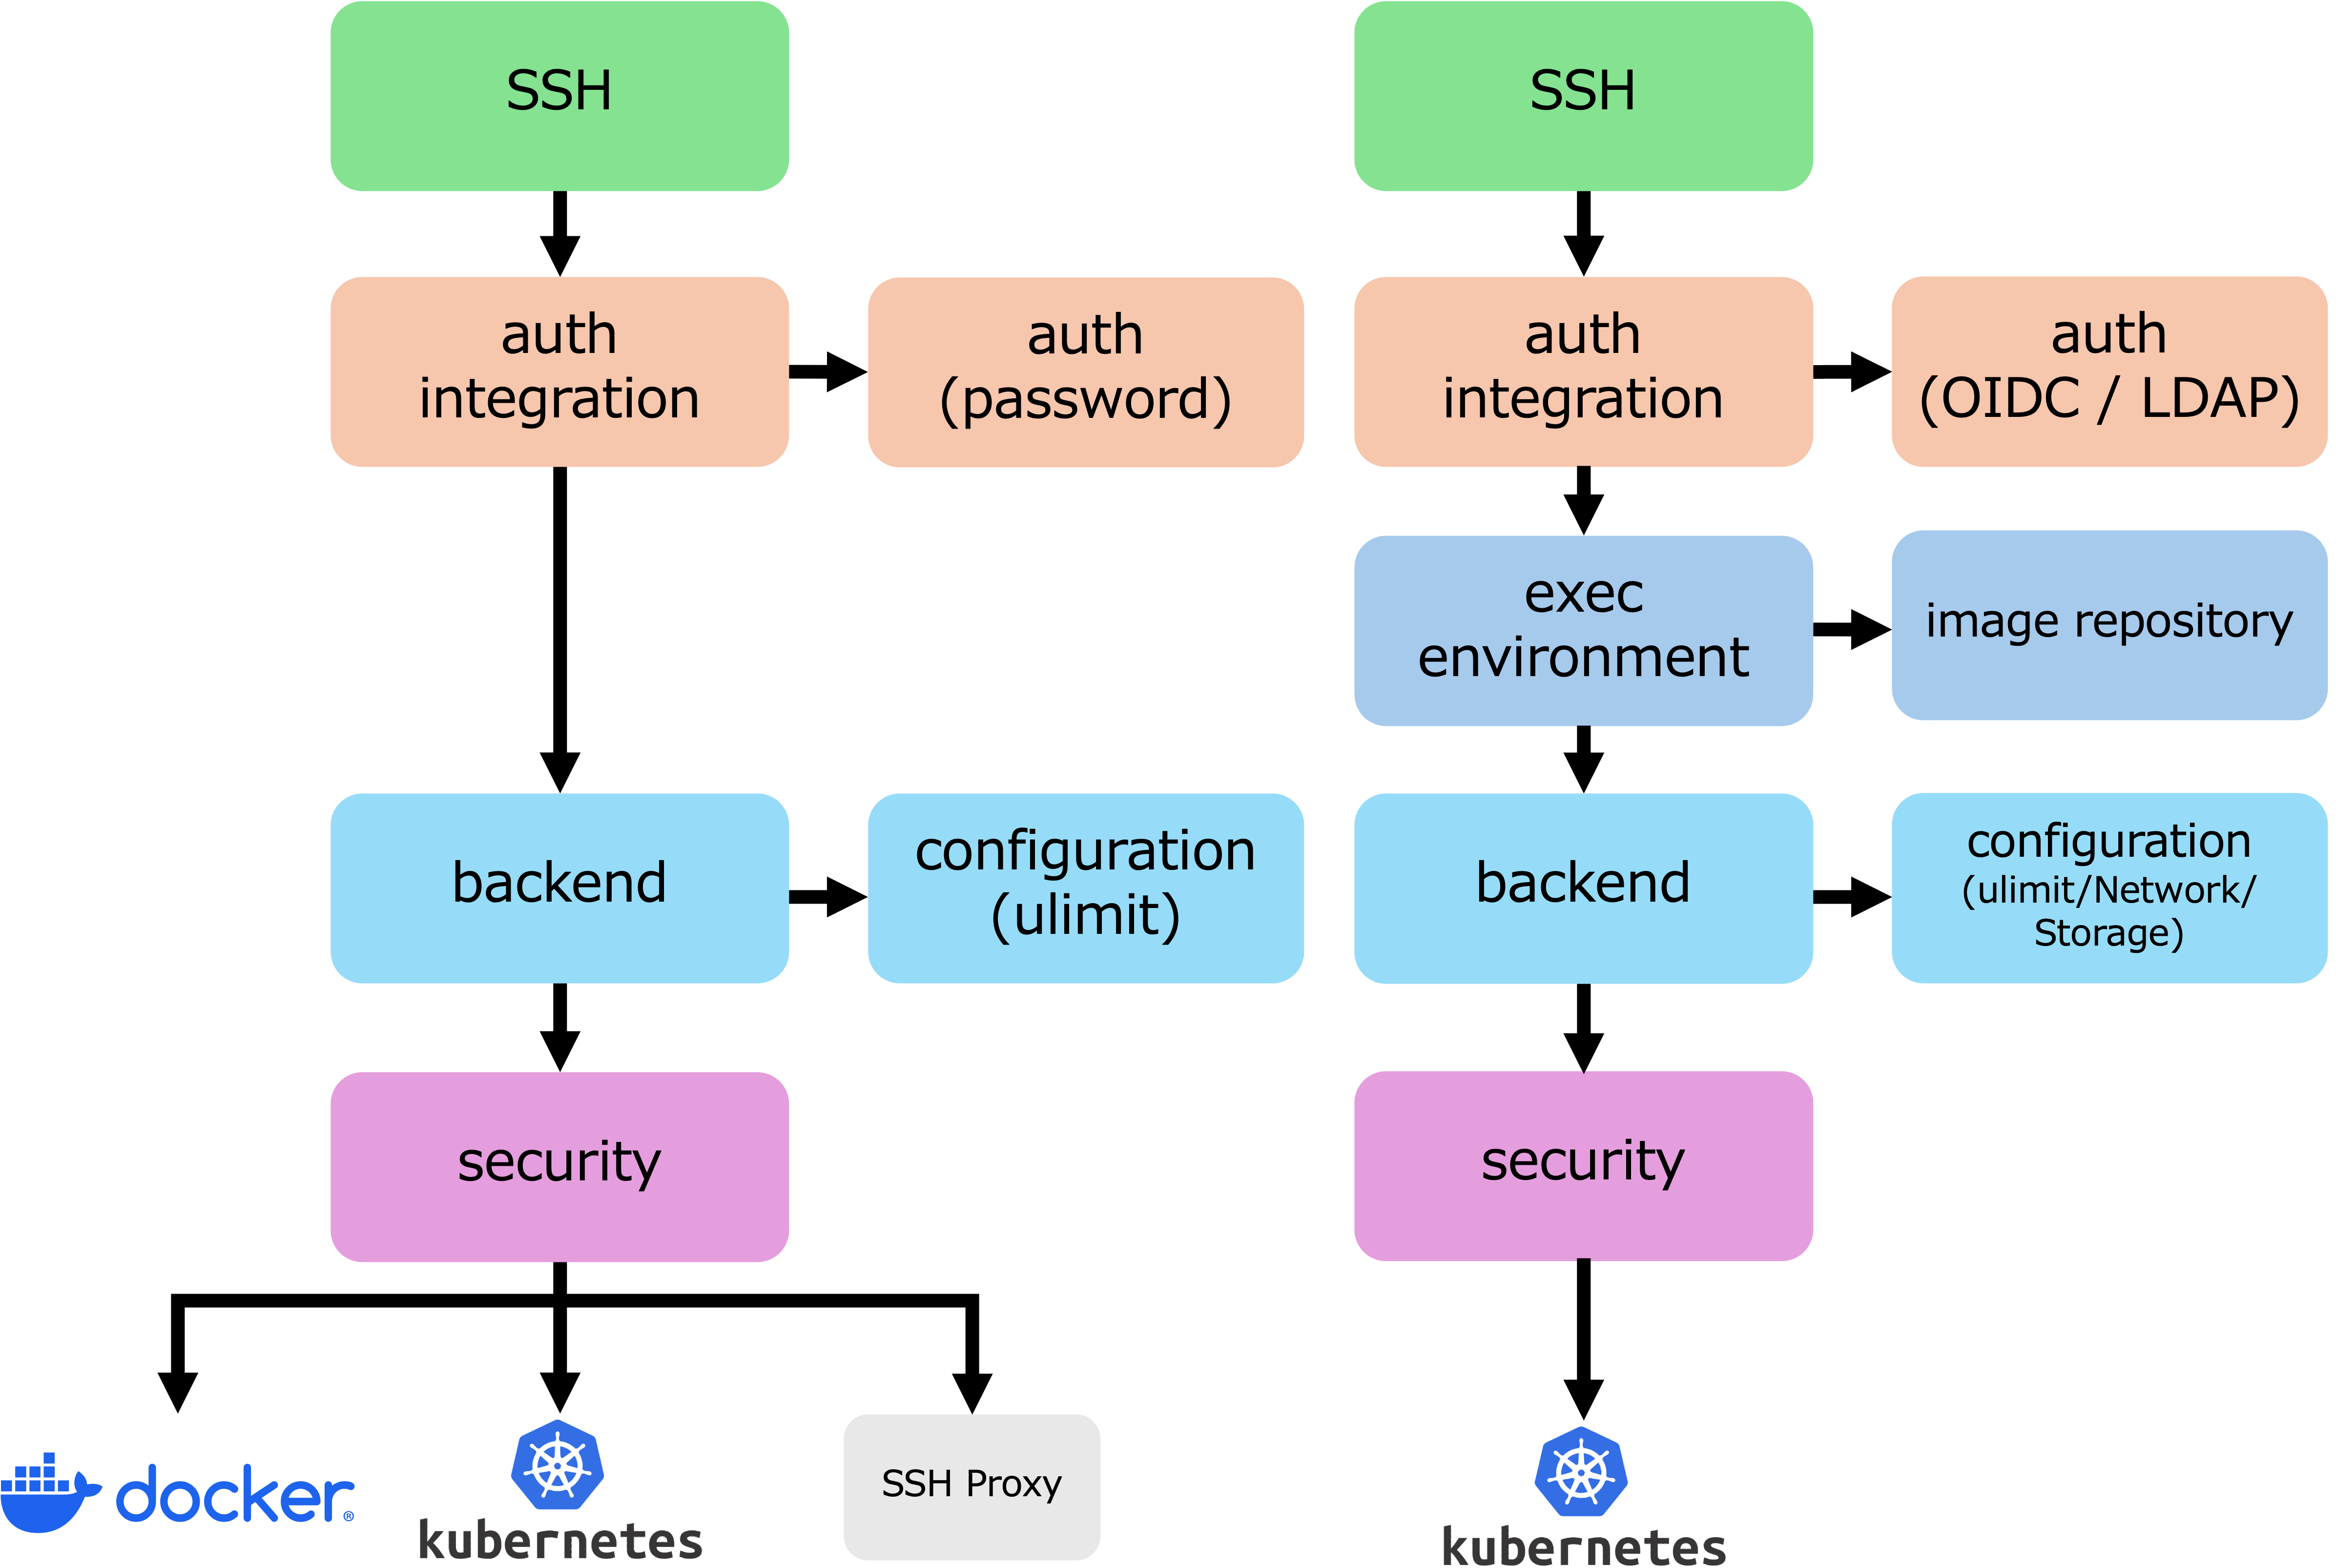 SSH
auth
integration
auth
(password)
backend
configuration
(ulimit)
security
docker®
kubernetes
SSH Proxy
SSH
auth
integration
auth
(OIDC / LDAP)
exec
environment
image repository
backend
configuration
(ulimit/Network/
Storage)
security
kubernetes